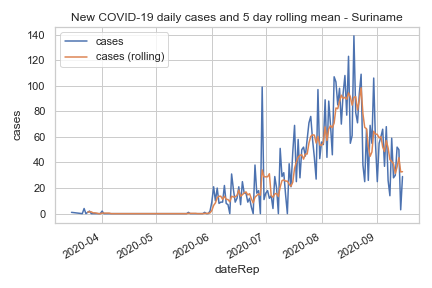 New COVID-19 daily cases and 5 day rolling mean - Suriname
cases
cases (rolling)
cases
140
120
100
80
60
40
20
0
2020-04
2020-05
2020-06
2020-07
2020-08
2020-09
dateRep